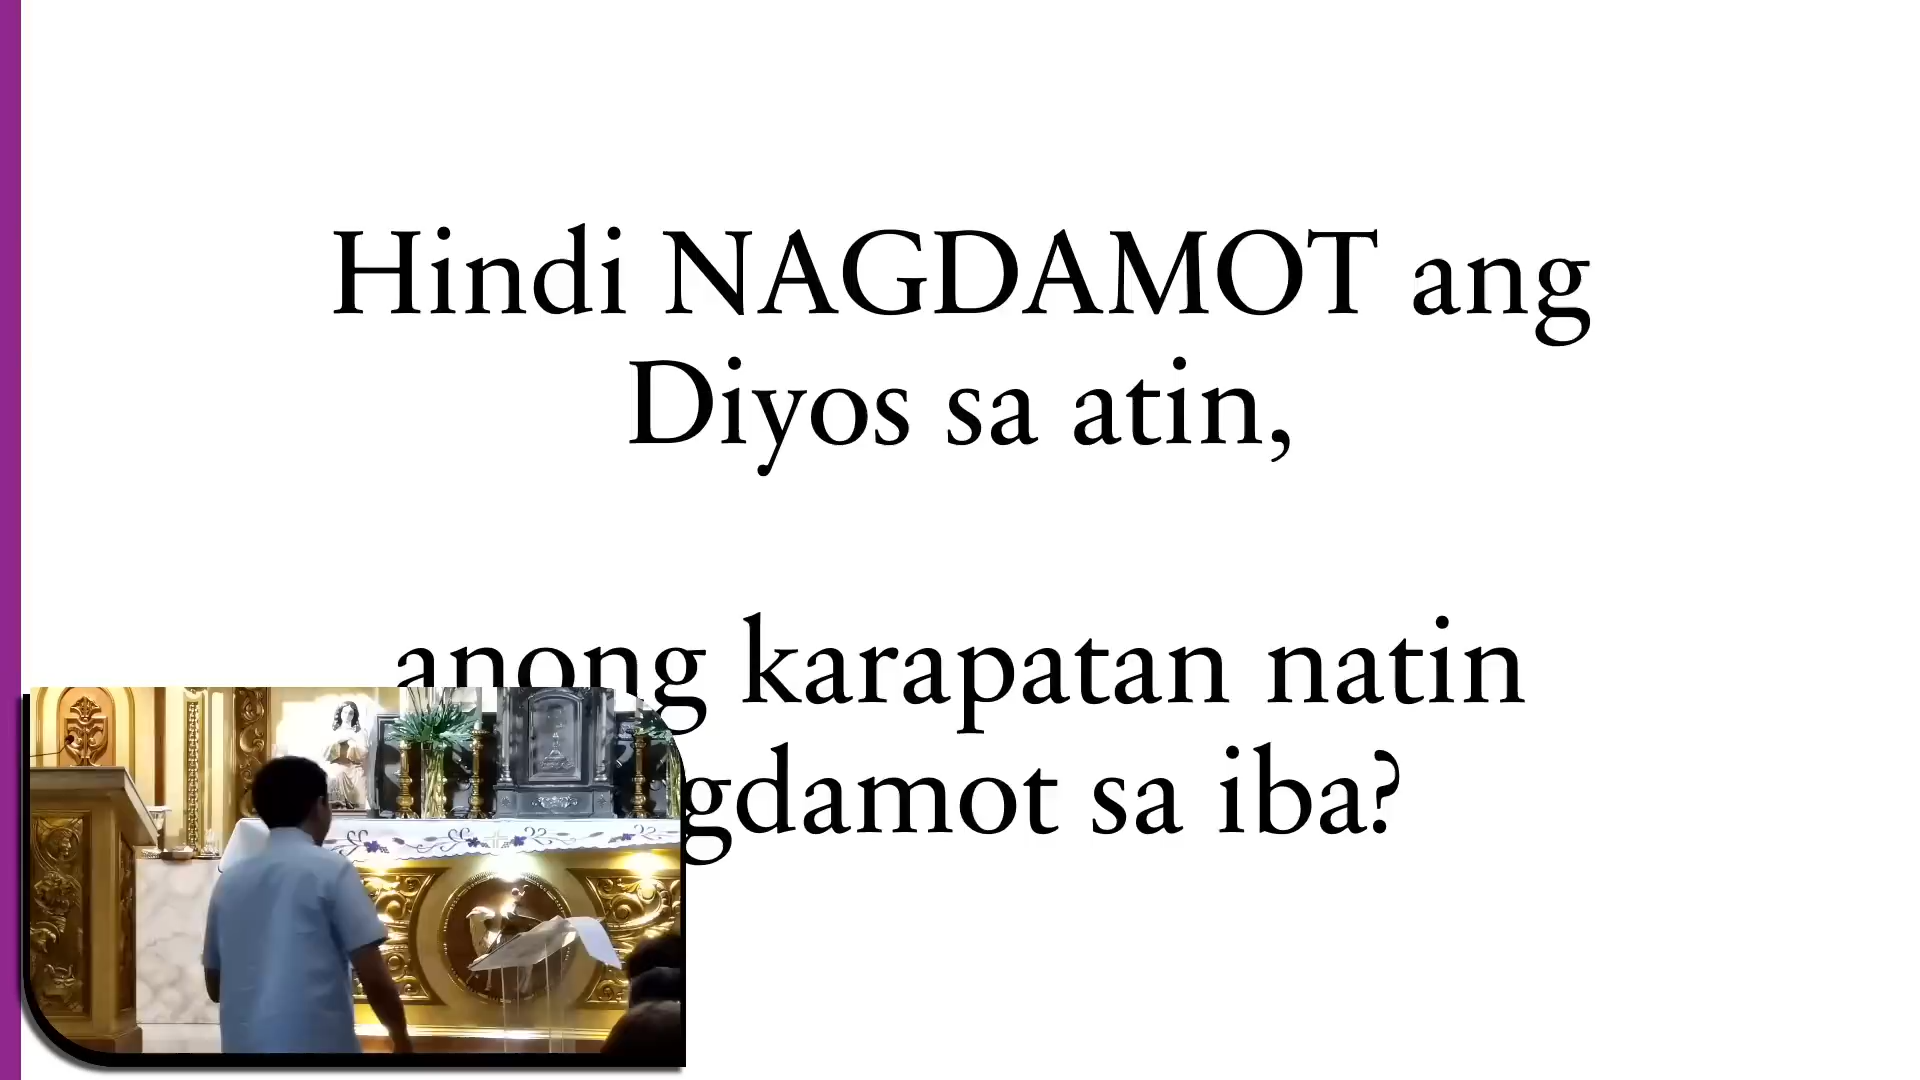 Hindi NAGDAMOT ang
Diyos sa atin,
anong karapatan natin
gdamot sa iba?